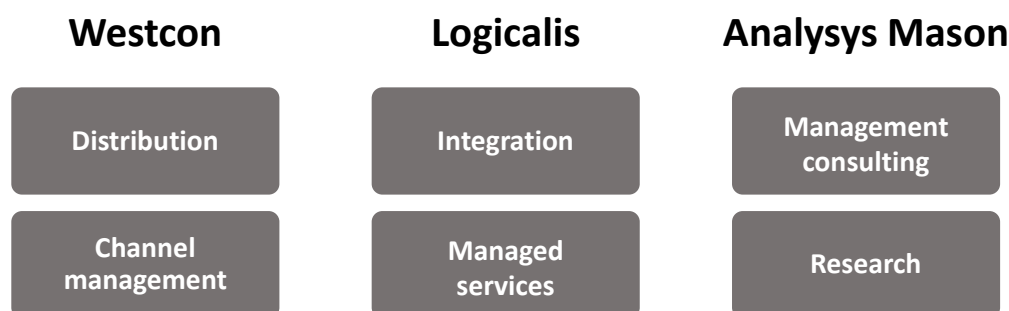 Westcon
Logicalis
Analysys Mason
Distribution
Integration
Management
consulting
Channel
management
Managed
services
Research